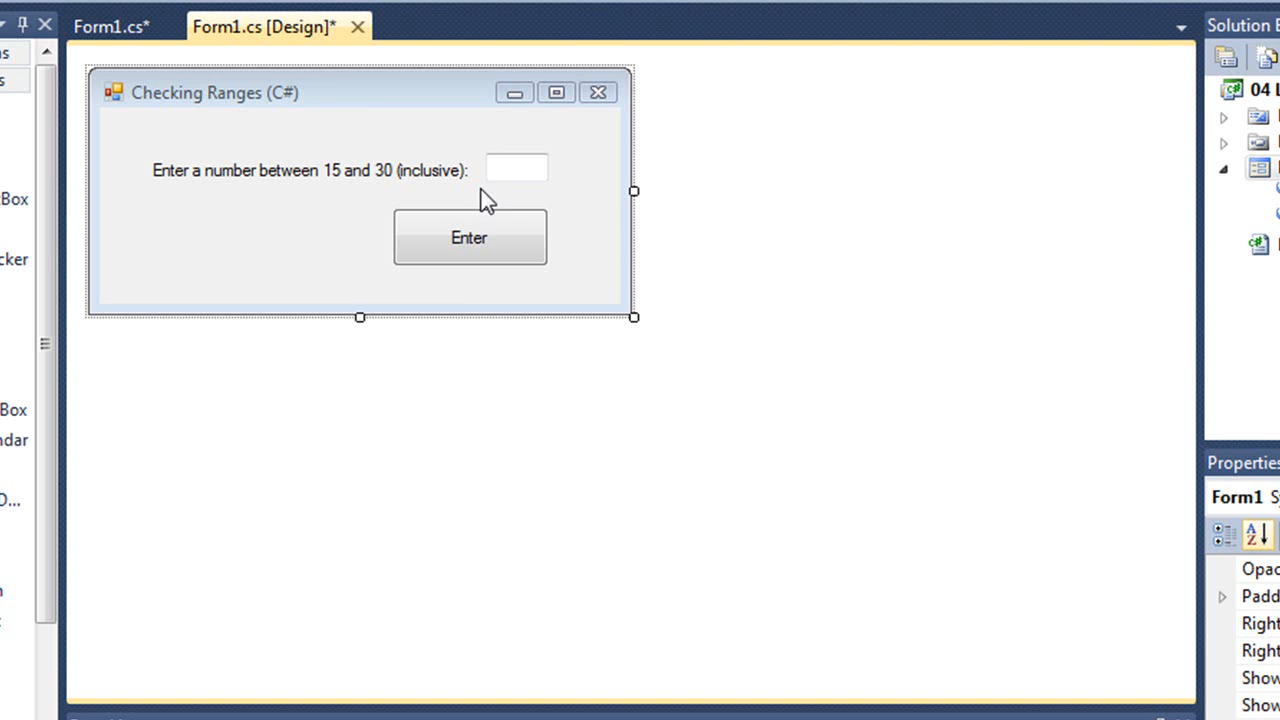 Form1.cs*
Form1.cs [Design]*
Solution E
s
s
Checking Ranges (C#)
04 L
Enter a number between 15 and 30 (inclusive):
Box
Enter
cker
Box
ndar
Properties
D...
Form1 S
Opac
Padd
Right
Right
Show
Show